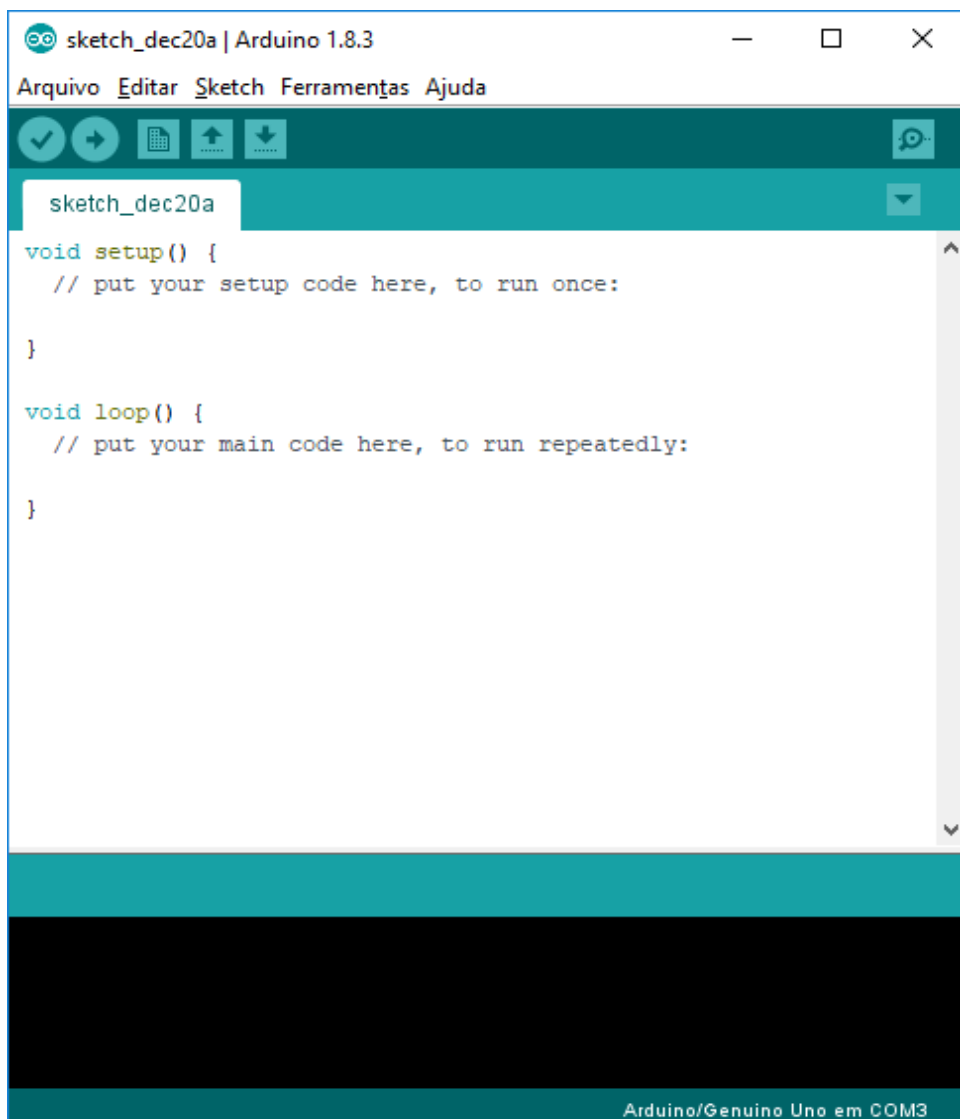 sketch_dec20a | Arduino 1.8.3
Arquivo Editar Sketch Ferramentas Ajuda
sketch_dec20a
void setup() {
  // put your setup code here, to run once:
}
void loop() {
  // put your main code here, to run repeatedly:
}
Arduino/Genuino Uno em COM3